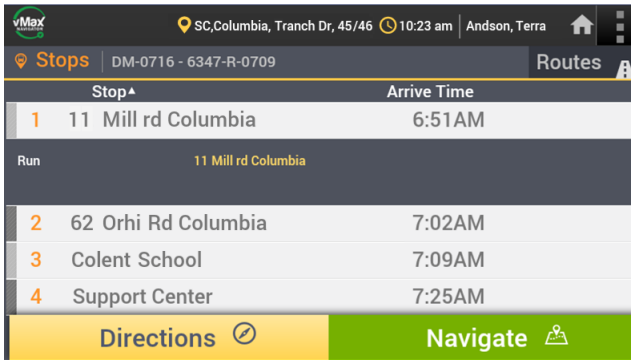 vMax
SC,Columbia, Tranch Dr, 45/46 10:23 am Andson, Terra
Stops DM-0716 - 6347-R-0709 Routes
Stop Arrive Time
1 11 Mill rd Columbia 6:51AM
Run 11 Mill rd Columbia
2 62 Orhi Rd Columbia 7:02AM
3 Colent School 7:09AM
4 Support Center 7:25AM
Directions Navigate